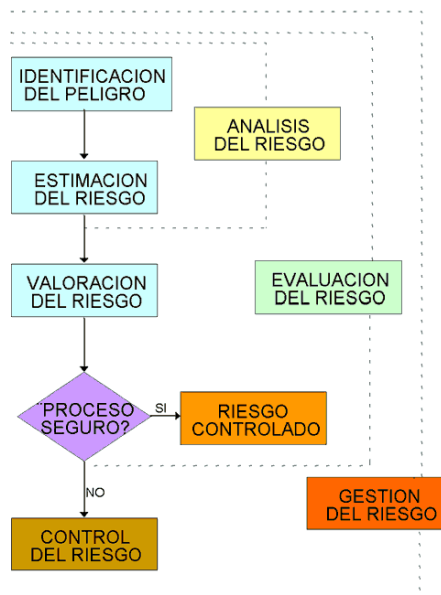 IDENTIFICACION
DEL PELIGRO
ANALISIS
DEL RIESGO
ESTIMACION
DEL RIESGO
VALORACION
DEL RIESGO
EVALUACION
DEL RIESGO
¨PROCESO
SEGURO?
SI
RIESGO
CONTROLADO
NO
GESTION
DEL RIESGO
CONTROL
DEL RIESGO